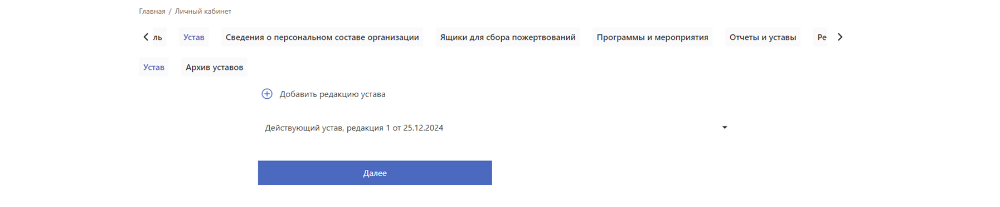 Главная / Личный кабинет
ль Устав Сведения о персональном составе организации Ящики для сбора пожертвований Программы и мероприятия Отчеты и уставы Ре
Устав Архив уставов
Добавить редакцию устава
Действующий устав, редакция 1 от 25.12.2024
Далее